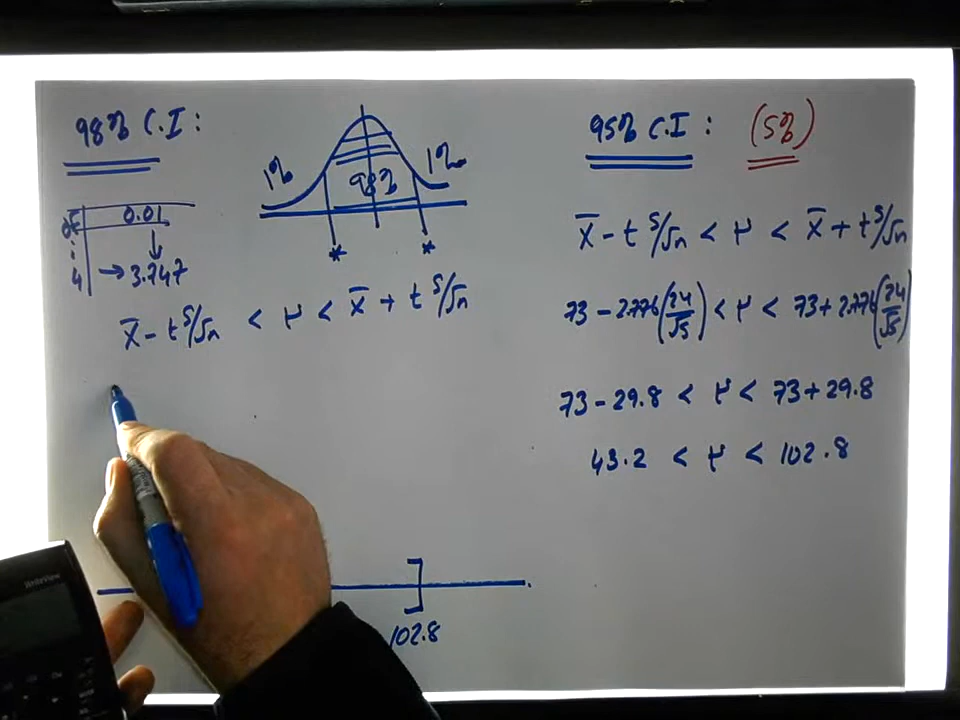 98% C.I:
1% 98% 1%
* *
df 0.01
4 → 3.747
x̄ - t s/√n < μ < x̄ + t s/√n
95% C.I: (5%)
x̄ - t s/√n < μ < x̄ + t s/√n
73 - 2.776(24/√5) < μ < 73 + 2.776(24/√5)
73 - 29.8 < μ < 73 + 29.8
43.2 < μ < 102.8
]
102.8
WriteView